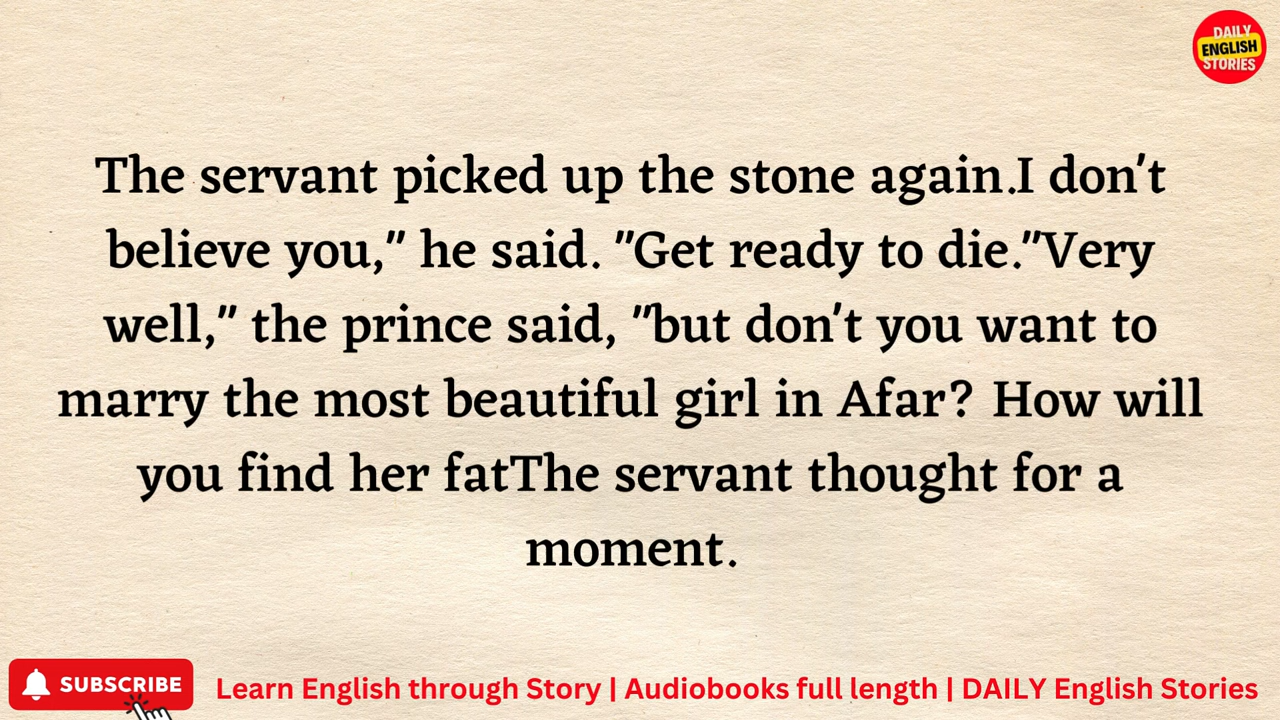 DAILY
ENGLISH
STORIES
The servant picked up the stone again.I don't
believe you," he said. "Get ready to die."Very
well," the prince said, "but don't you want to
marry the most beautiful girl in Afar? How will
you find her fatThe servant thought for a
moment.
SUBSCRIBE
Learn English through Story | Audiobooks full length | DAILY English Stories